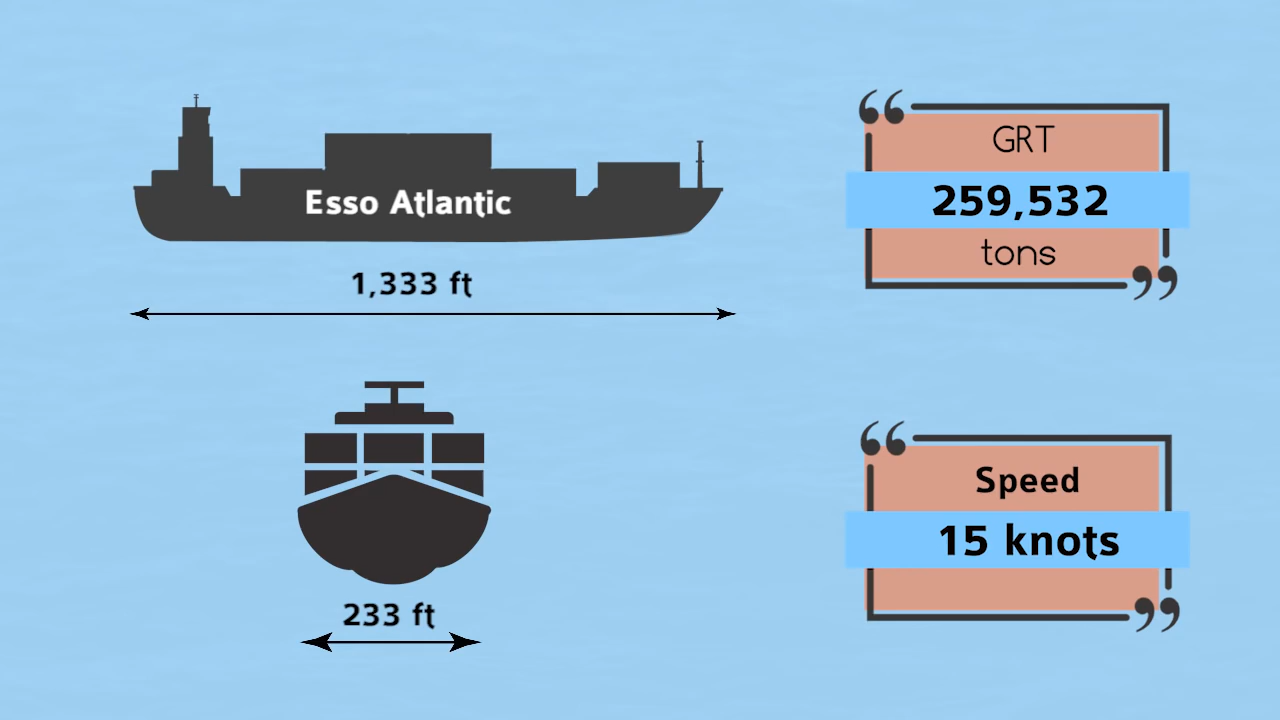 Esso Atlantic
1,333 ft
233 ft
GRT
259,532
tons
Speed
15 knots